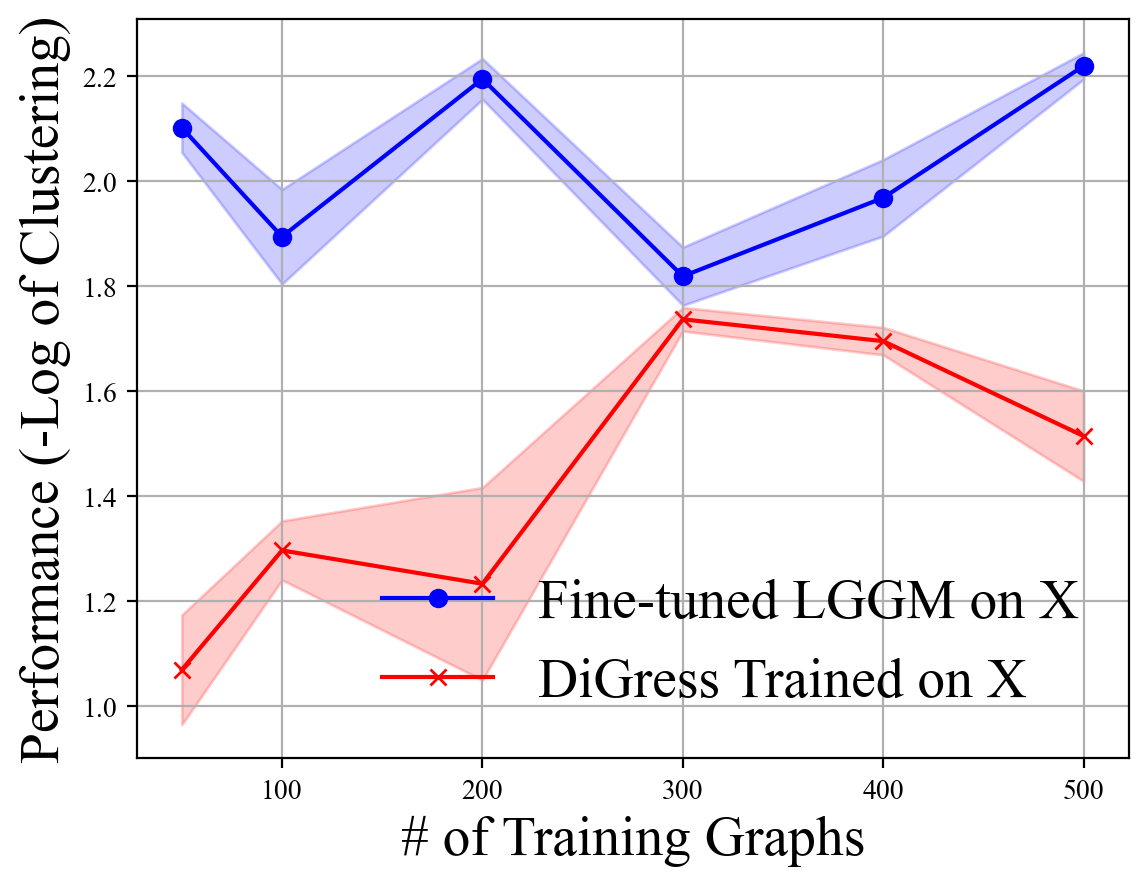 Performance (-Log of Clustering)
2.2
2.0
1.8
1.6
1.4
1.2
1.0
Fine-tuned LGGM on X
DiGress Trained on X
100 200 300 400 500
# of Training Graphs